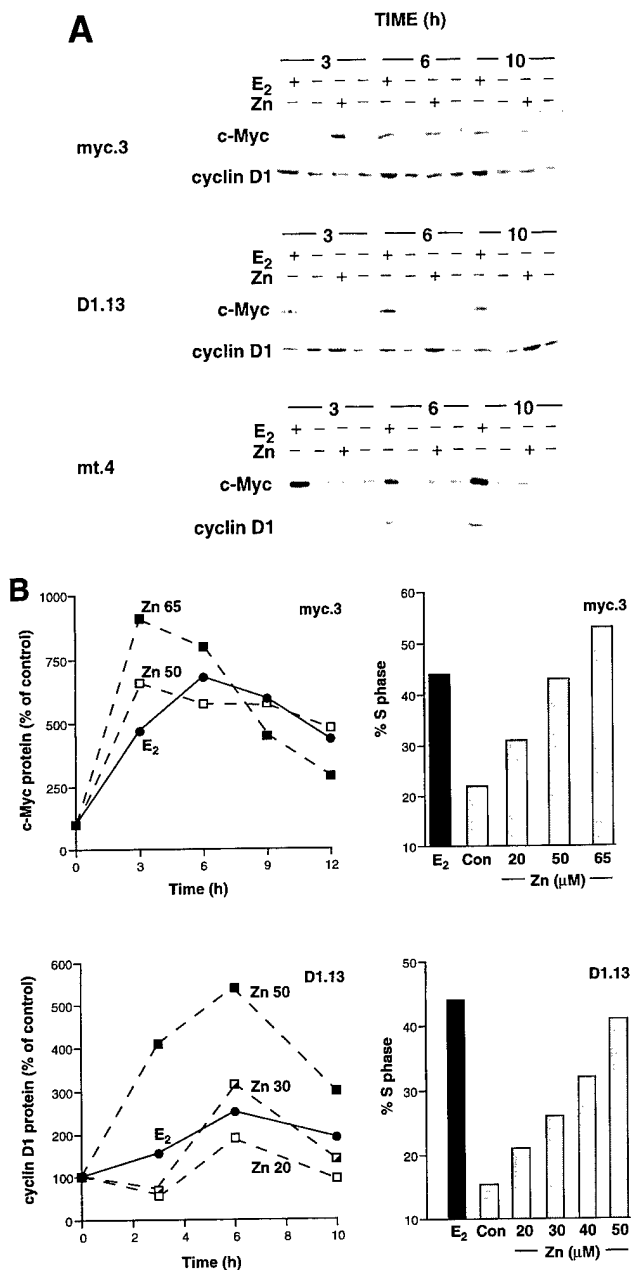 A
TIME (h)
3 6 10
E2 + – – – + – – – + – – –
Zn – – + – – – + – – – + –
myc.3
c-Myc
cyclin D1
3 6 10
E2 + – – – + – – – + – – –
Zn – – + – – – + – – – + –
D1.13
c-Myc
cyclin D1
3 6 10
E2 + – – – + – – – + – – –
Zn – – + – – – + – – – + –
mt.4
c-Myc
cyclin D1
B
c-Myc protein (% of control)
1000
750
500
250
0
Zn 65
Zn 50
E2
myc.3
0 3 6 9 12
Time (h)
% S phase
60
50
40
30
20
10
myc.3
E2 Con 20 50 65
Zn (μM)
cyclin D1 protein (% of control)
600
500
400
300
200
100
0
D1.13
Zn 50
Zn 30
E2
Zn 20
0 2 4 6 8 10
Time (h)
% S phase
50
40
30
20
10
D1.13
E2 Con 20 30 40 50
Zn (μM)